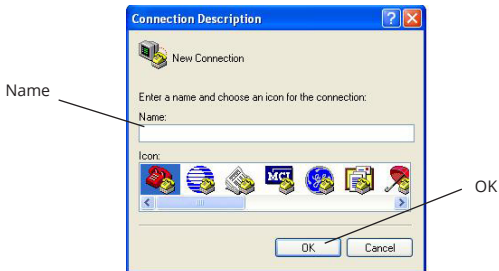 Connection Description
New Connection
Name
Enter a name and choose an icon for the connection:
Name:
Icon:
MCI
OK
OK
Cancel